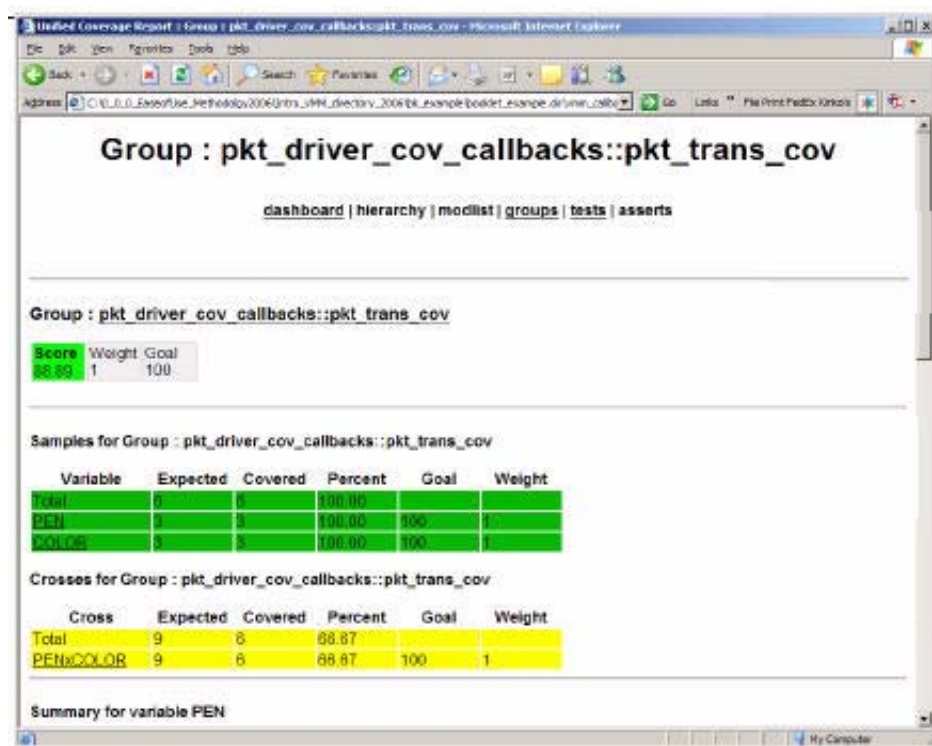 Unified Coverage Report : Group : pkt_driver_cov_callbacks::pkt_trans_cov - Microsoft Internet Explorer
File Edit View Favorites Tools Help
Back Search Favorites
Address Go Links
Group : pkt_driver_cov_callbacks::pkt_trans_cov
dashboard | hierarchy | modlist | groups | tests | asserts
Group : pkt_driver_cov_callbacks::pkt_trans_cov
Score Weight Goal
88.89 1 100
Samples for Group : pkt_driver_cov_callbacks::pkt_trans_cov
Variable Expected Covered Percent Goal Weight
Total 6 6 100.00
PEN 3 3 100.00 100 1
COLOR 3 3 100.00 100 1
Crosses for Group : pkt_driver_cov_callbacks::pkt_trans_cov
Cross Expected Covered Percent Goal Weight
Total 9 6 66.67
PENxCOLOR 9 6 66.67 100 1
Summary for variable PEN
My Computer